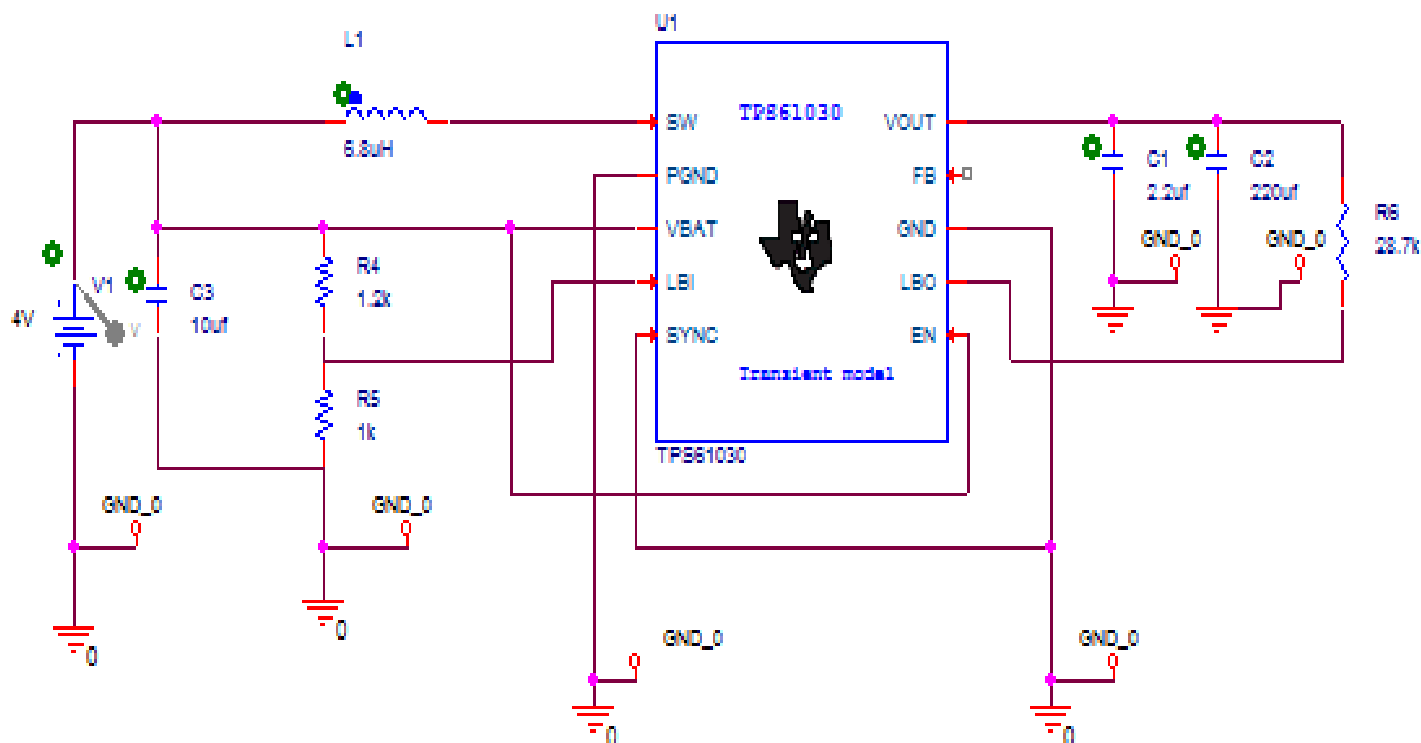 U1
L1
TPS61030
SW
VOUT
6.8uH
C1
C2
PGND
FB
2.2uf
220uf
R6
28.7k
VBAT
GND
GND_0
GND_0
R4
1.2k
LBI
LBO
V1
C3
10uf
4V
V
SYNC
EN
Transient model
R5
1k
TPS61030
GND_0
GND_0
0
0
GND_0
GND_0
0
0